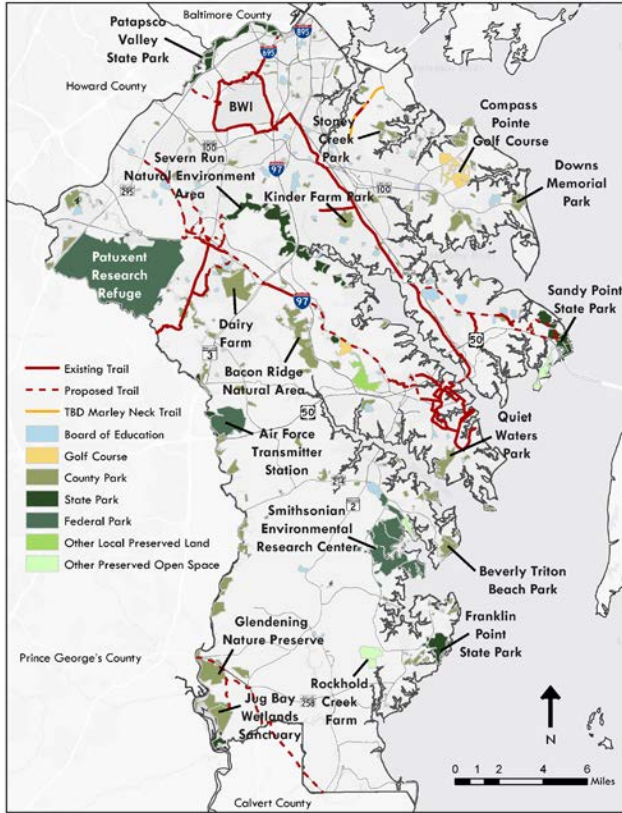 Baltimore County
Patapsco
Valley
State Park
895
695
Howard County
BWI
Stoney
Creek
Park
Compass
Pointe
Golf Course
100
Severn Run
Natural Environment
Area
97
295
Kinder Farm Park
100
Downs
Memorial
Park
Patuxent
Research
Refuge
Sandy Point
State Park
97
Dairy
Farm
50
3
Bacon Ridge
Natural Area
Existing Trail
Proposed Trail
TBD Marley Neck Trail
Board of Education
Golf Course
County Park
State Park
Federal Park
Other Local Preserved Land
Other Preserved Open Space
50
Air Force
Transmitter
Station
Quiet
Waters
Park
2
Smithsonian
Environmental
Research Center
Beverly Triton
Beach Park
Glendening
Nature Preserve
Franklin
Point
State Park
Prince George's County
Rockhold
Creek
Farm
258
Jug Bay
Wetlands
Sanctuary
N
0 1 2 4 6
Miles
Calvert County